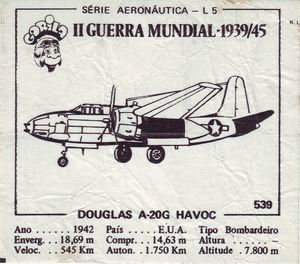 SÉRIE AERONÁUTICA - L 5
II GUERRA MUNDIAL-1939/45
539
DOUGLAS A-20G HAVOC
Ano ..... 1942 País ..... E.U.A. Tipo Bombardeiro
Enverg. .. 18,69 m Compr. .. 14,63 m Altura ........ -
Veloc. .. 545 Km Auton. . 1.750 Km Altitude . 7.800 m